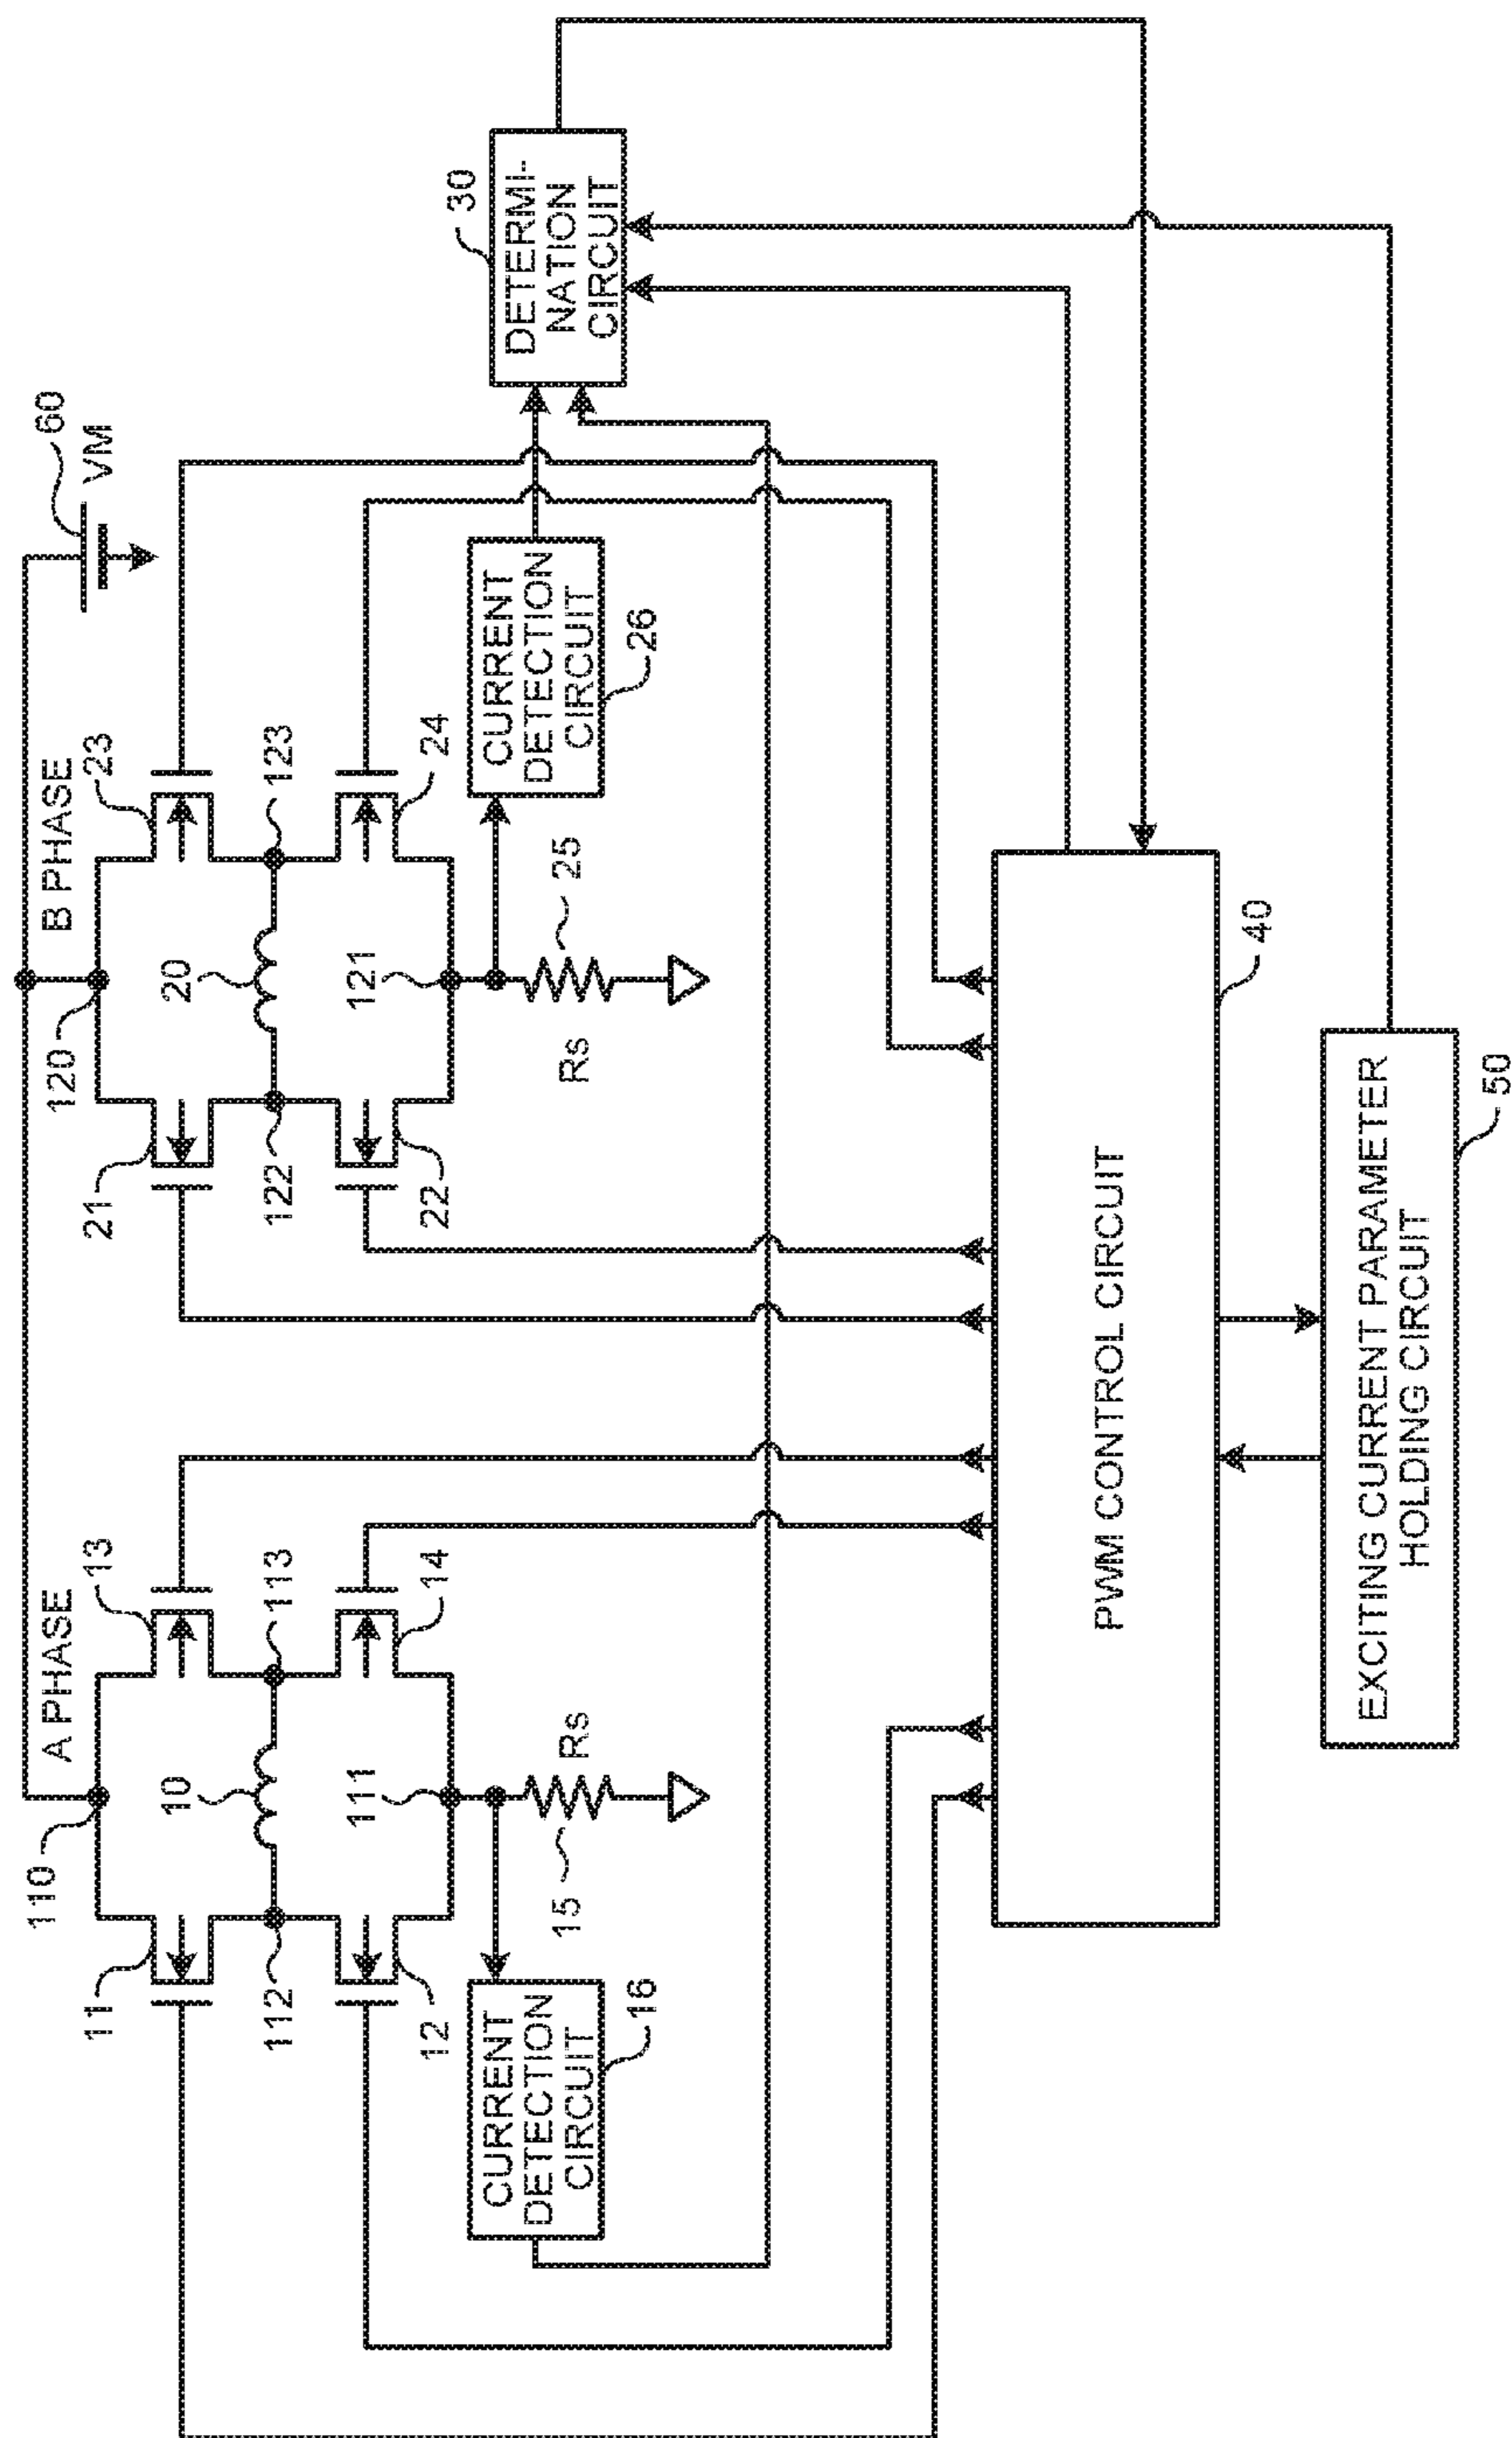 60
VM
A PHASE
B PHASE
110
11
13
120
21
23
10
20
112
113
122
123
111
121
12
14
22
24
30
DETERMI-
NATION
CIRCUIT
CURRENT
DETECTION
CIRCUIT
16
15
Rs
Rs
25
CURRENT
DETECTION
CIRCUIT
26
PWM CONTROL CIRCUIT
40
EXCITING CURRENT PARAMETER
HOLDING CIRCUIT
50